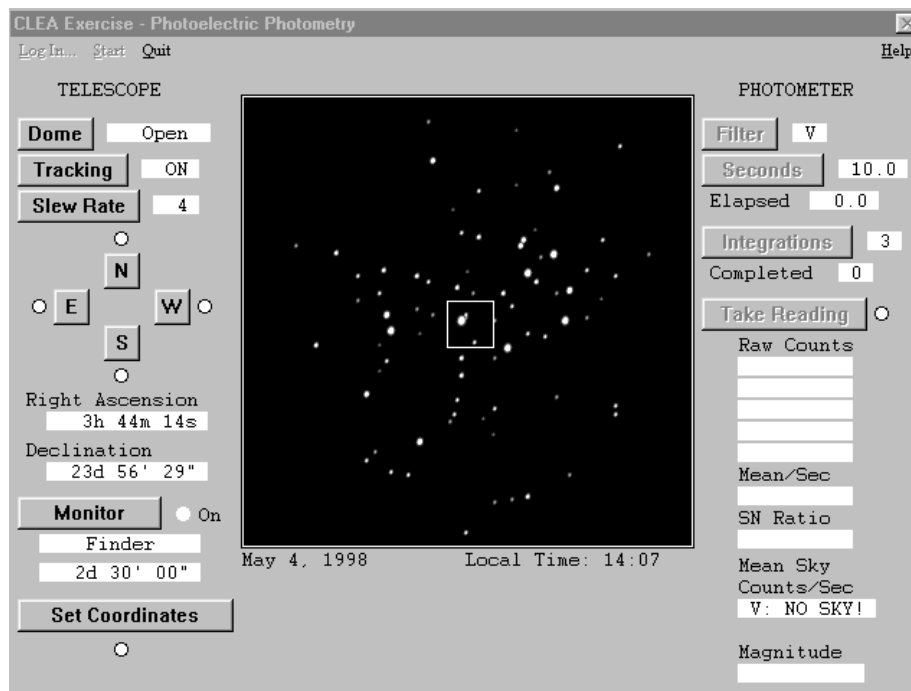 CLEA Exercise - Photoelectric Photometry
Log In... Start Quit Help
TELESCOPE
Dome Open
Tracking ON
Slew Rate 4
N
E W
S
Right Ascension
3h 44m 14s
Declination
23d 56' 29"
Monitor On
Finder
2d 30' 00"
Set Coordinates
May 4, 1998 Local Time: 14:07
PHOTOMETER
Filter V
Seconds 10.0
Elapsed 0.0
Integrations 3
Completed 0
Take Reading
Raw Counts
Mean/Sec
SN Ratio
Mean Sky
Counts/Sec
V: NO SKY!
Magnitude